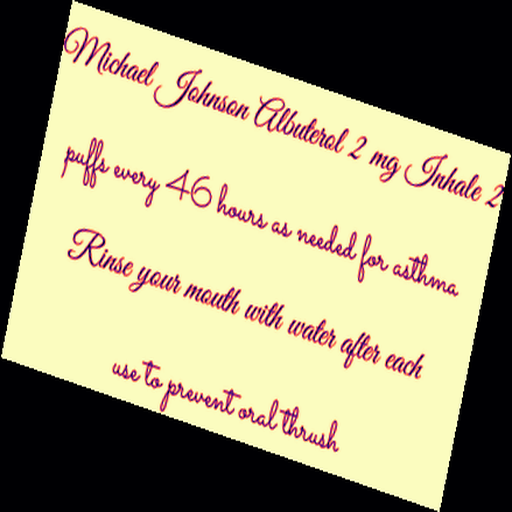 Michael Johnson Albuterol 2 mg Inhale 2
puffs every 46 hours as needed for asthma
Rinse your mouth with water after each
use to prevent oral thrush